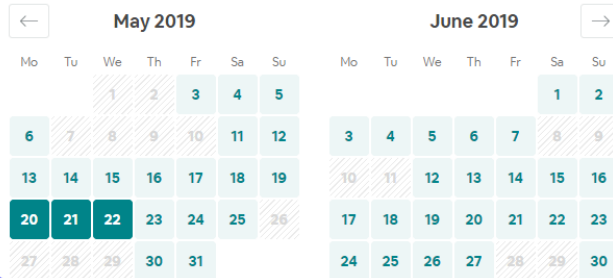 ← May 2019
Mo Tu We Th Fr Sa Su
1 2 3 4 5
6 7 8 9 10 11 12
13 14 15 16 17 18 19
20 21 22 23 24 25 26
27 28 29 30 31
June 2019 →
Mo Tu We Th Fr Sa Su
1 2
3 4 5 6 7 8 9
10 11 12 13 14 15 16
17 18 19 20 21 22 23
24 25 26 27 28 29 30